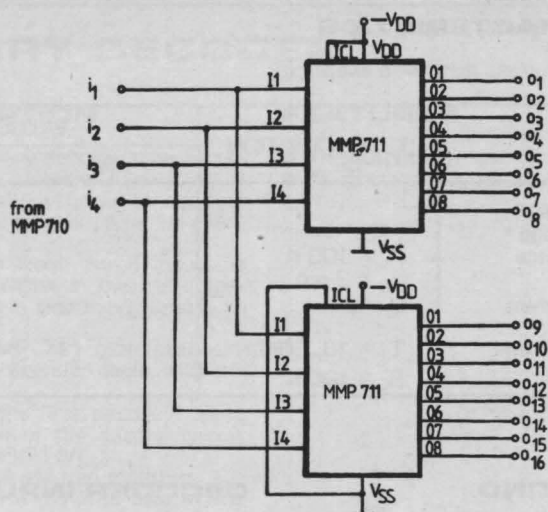 −VDD
ICL VDD
i1 I1 01 o1
i2 I2 02 o2
MMP711 03 o3
i3 I3 04 o4
05 o5
i4 I4 06 o6
07 o7
08 o8
from
MMP710
VSS
ICL −VDD
I1 01 o9
02 o10
I2 03 o11
MMP 711 04 o12
I3 05 o13
06 o14
I4 07 o15
08 o16
VSS